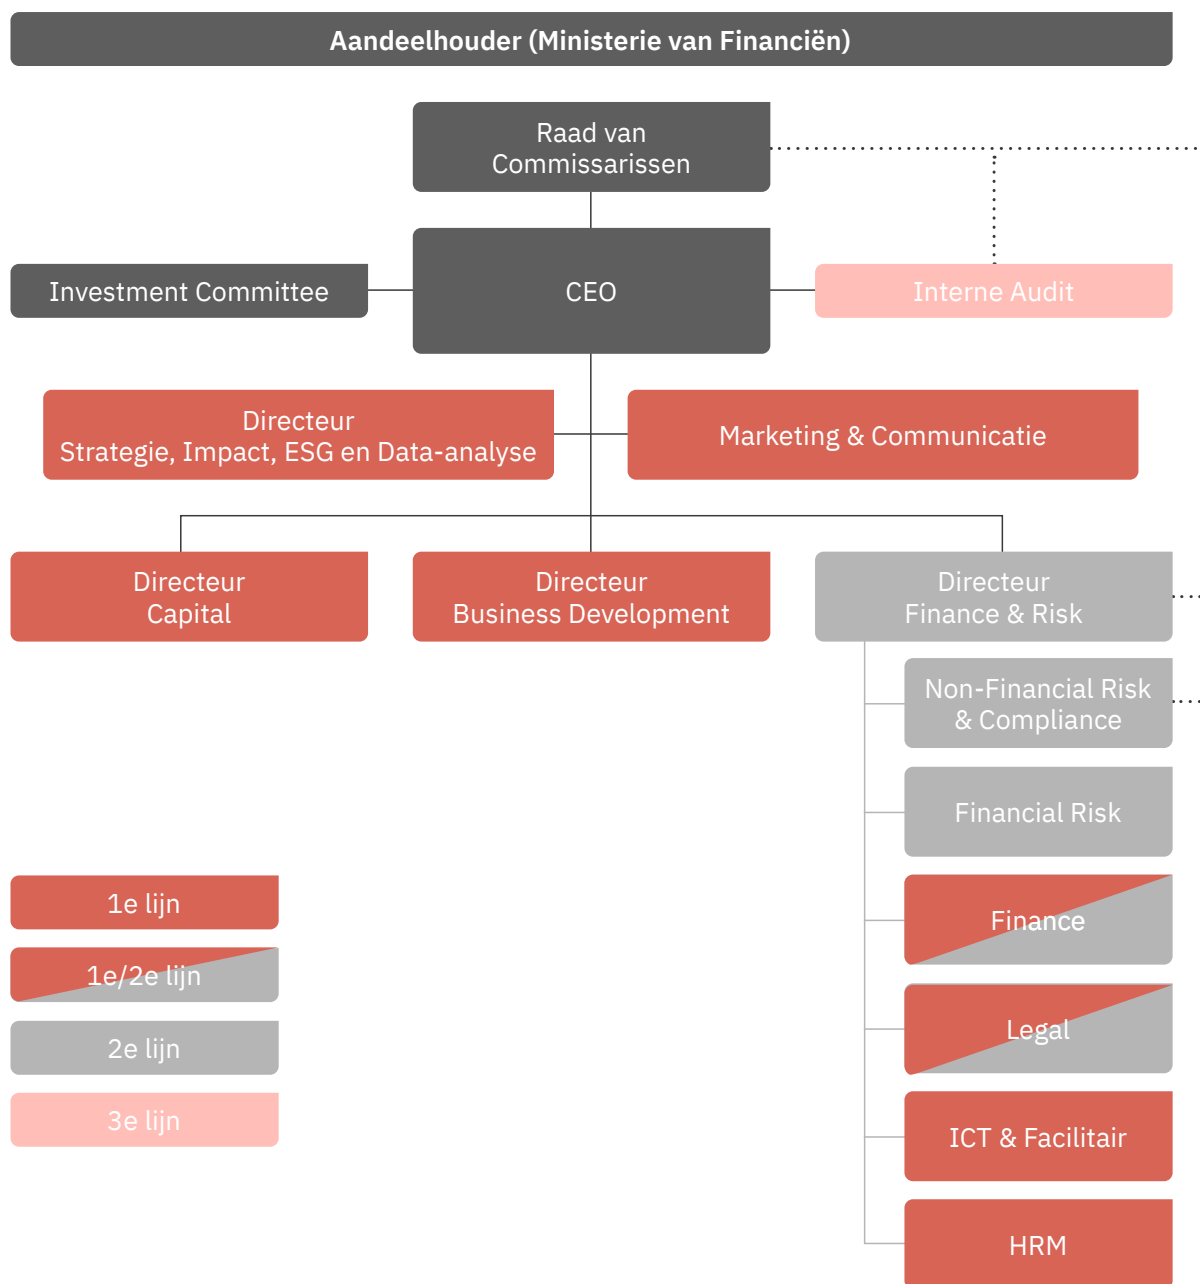 Aandeelhouder (Ministerie van Financiën)
Raad van
Commissarissen
Investment Committee
CEO
Interne Audit
Directeur
Strategie, Impact, ESG en Data-analyse
Marketing & Communicatie
Directeur
Capital
Directeur
Business Development
Directeur
Finance & Risk
Non-Financial Risk
& Compliance
Financial Risk
Finance
Legal
ICT & Facilitair
HRM
1e lijn
1e/2e lijn
2e lijn
3e lijn